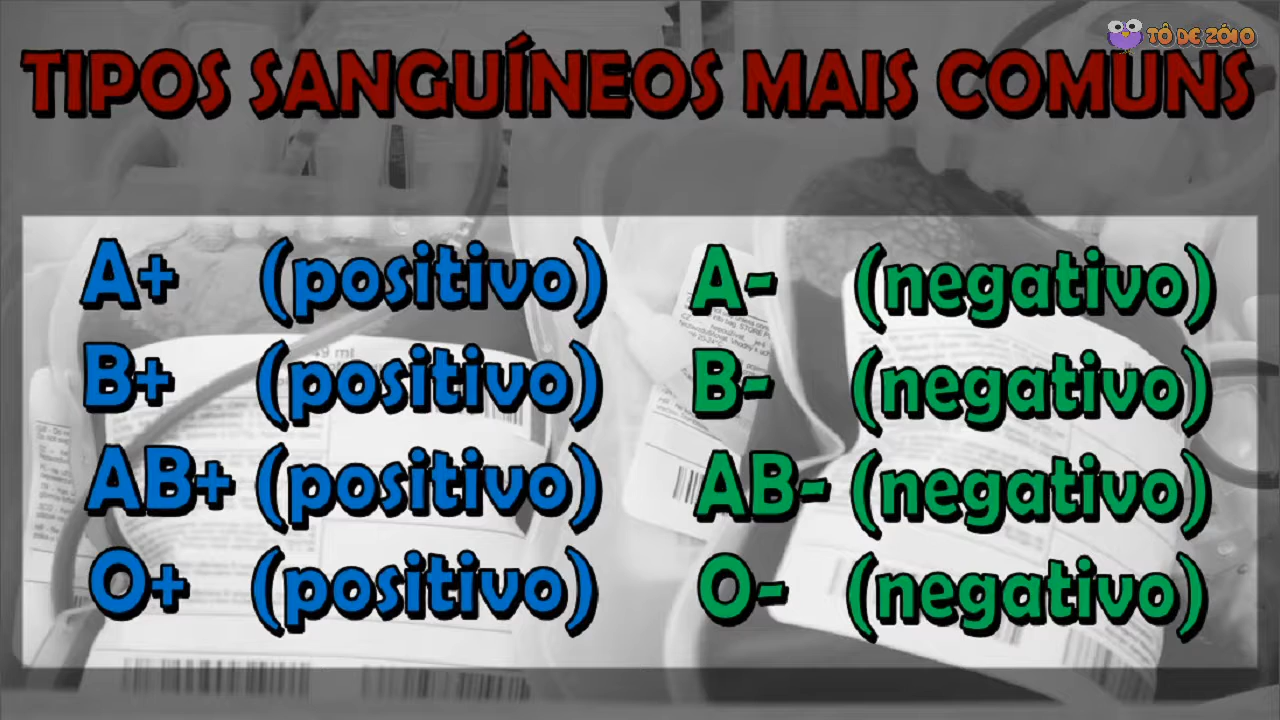 TÔ DE ZÓIO
TIPOS SANGUÍNEOS MAIS COMUNS
A+ (positivo) A- (negativo)
B+ (positivo) B- (negativo)
AB+ (positivo) AB- (negativo)
O+ (positivo) O- (negativo)